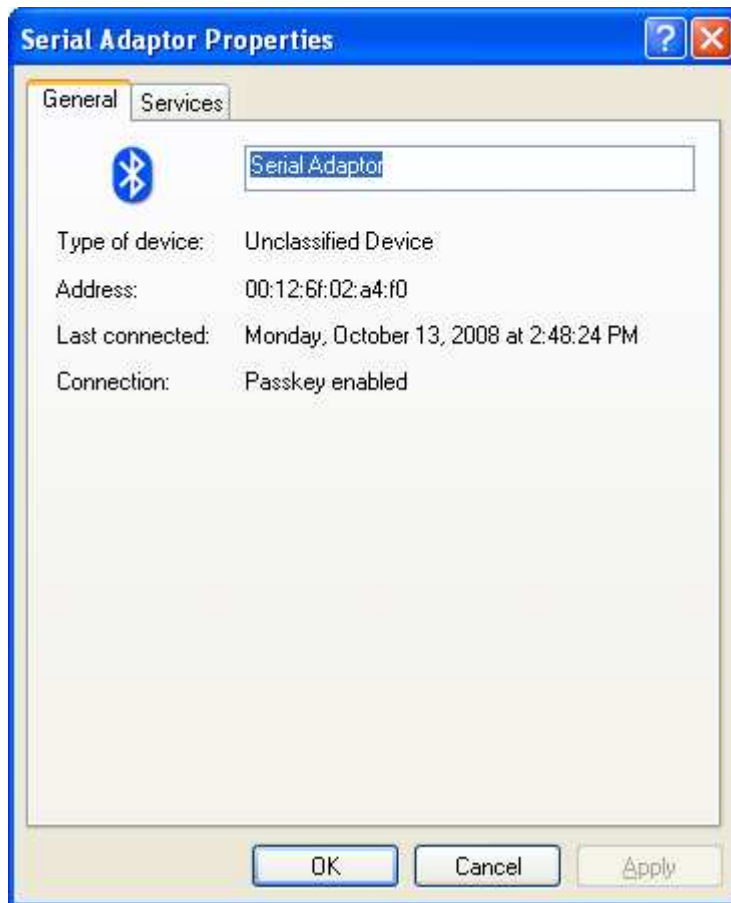 Serial Adaptor Properties
General Services
Serial Adaptor
Type of device: Unclassified Device
Address: 00:12:6f:02:a4:f0
Last connected: Monday, October 13, 2008 at 2:48:24 PM
Connection: Passkey enabled
OK Cancel Apply